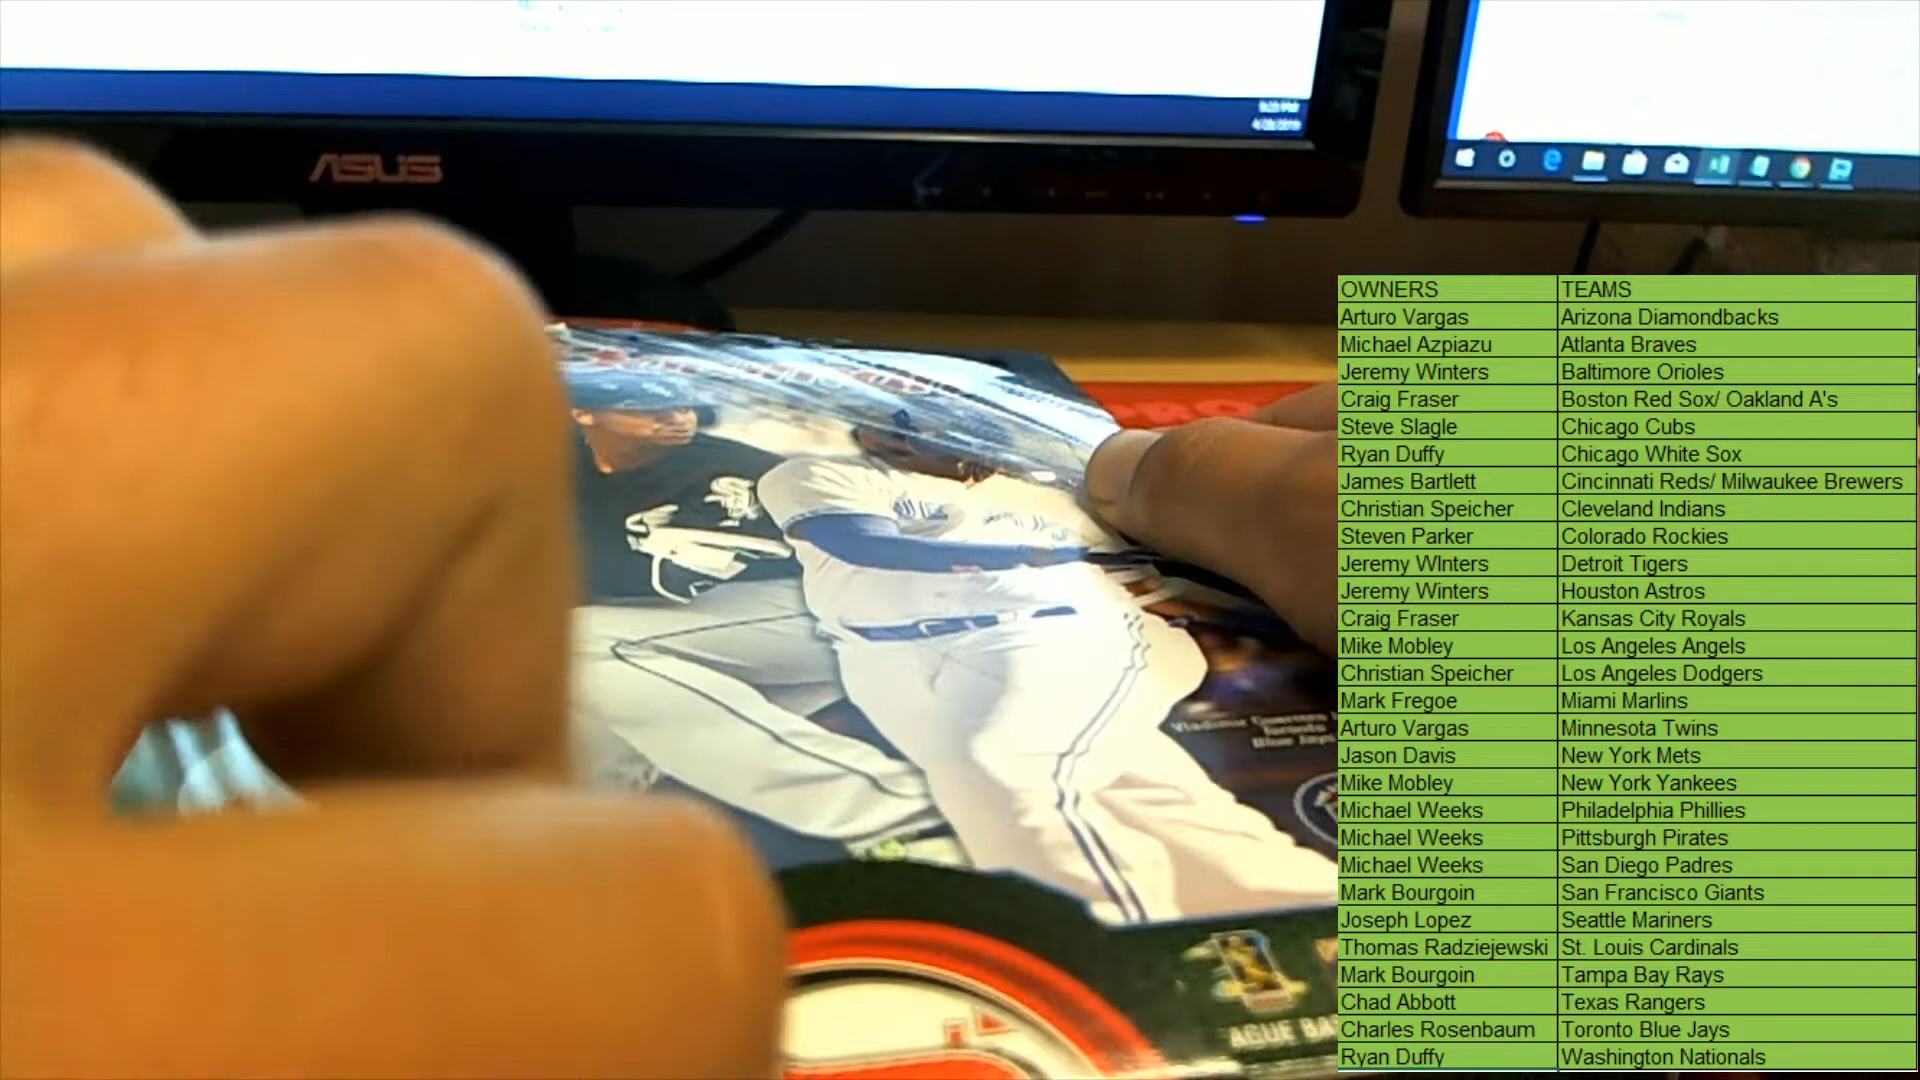 ASUS
OWNERS TEAMS
Arturo Vargas Arizona Diamondbacks
Michael Azpiazu Atlanta Braves
Jeremy Winters Baltimore Orioles
Craig Fraser Boston Red Sox/ Oakland A's
Steve Slagle Chicago Cubs
Ryan Duffy Chicago White Sox
James Bartlett Cincinnati Reds/ Milwaukee Brewers
Christian Speicher Cleveland Indians
Steven Parker Colorado Rockies
Jeremy WInters Detroit Tigers
Jeremy Winters Houston Astros
Craig Fraser Kansas City Royals
Mike Mobley Los Angeles Angels
Christian Speicher Los Angeles Dodgers
Mark Fregoe Miami Marlins
Arturo Vargas Minnesota Twins
Jason Davis New York Mets
Mike Mobley New York Yankees
Michael Weeks Philadelphia Phillies
Michael Weeks Pittsburgh Pirates
Michael Weeks San Diego Padres
Mark Bourgoin San Francisco Giants
Joseph Lopez Seattle Mariners
Thomas Radziejewski St. Louis Cardinals
Mark Bourgoin Tampa Bay Rays
Chad Abbott Texas Rangers
Charles Rosenbaum Toronto Blue Jays
Ryan Duffy Washington Nationals
Vladimir Guerrero
Toronto
Blue Jays